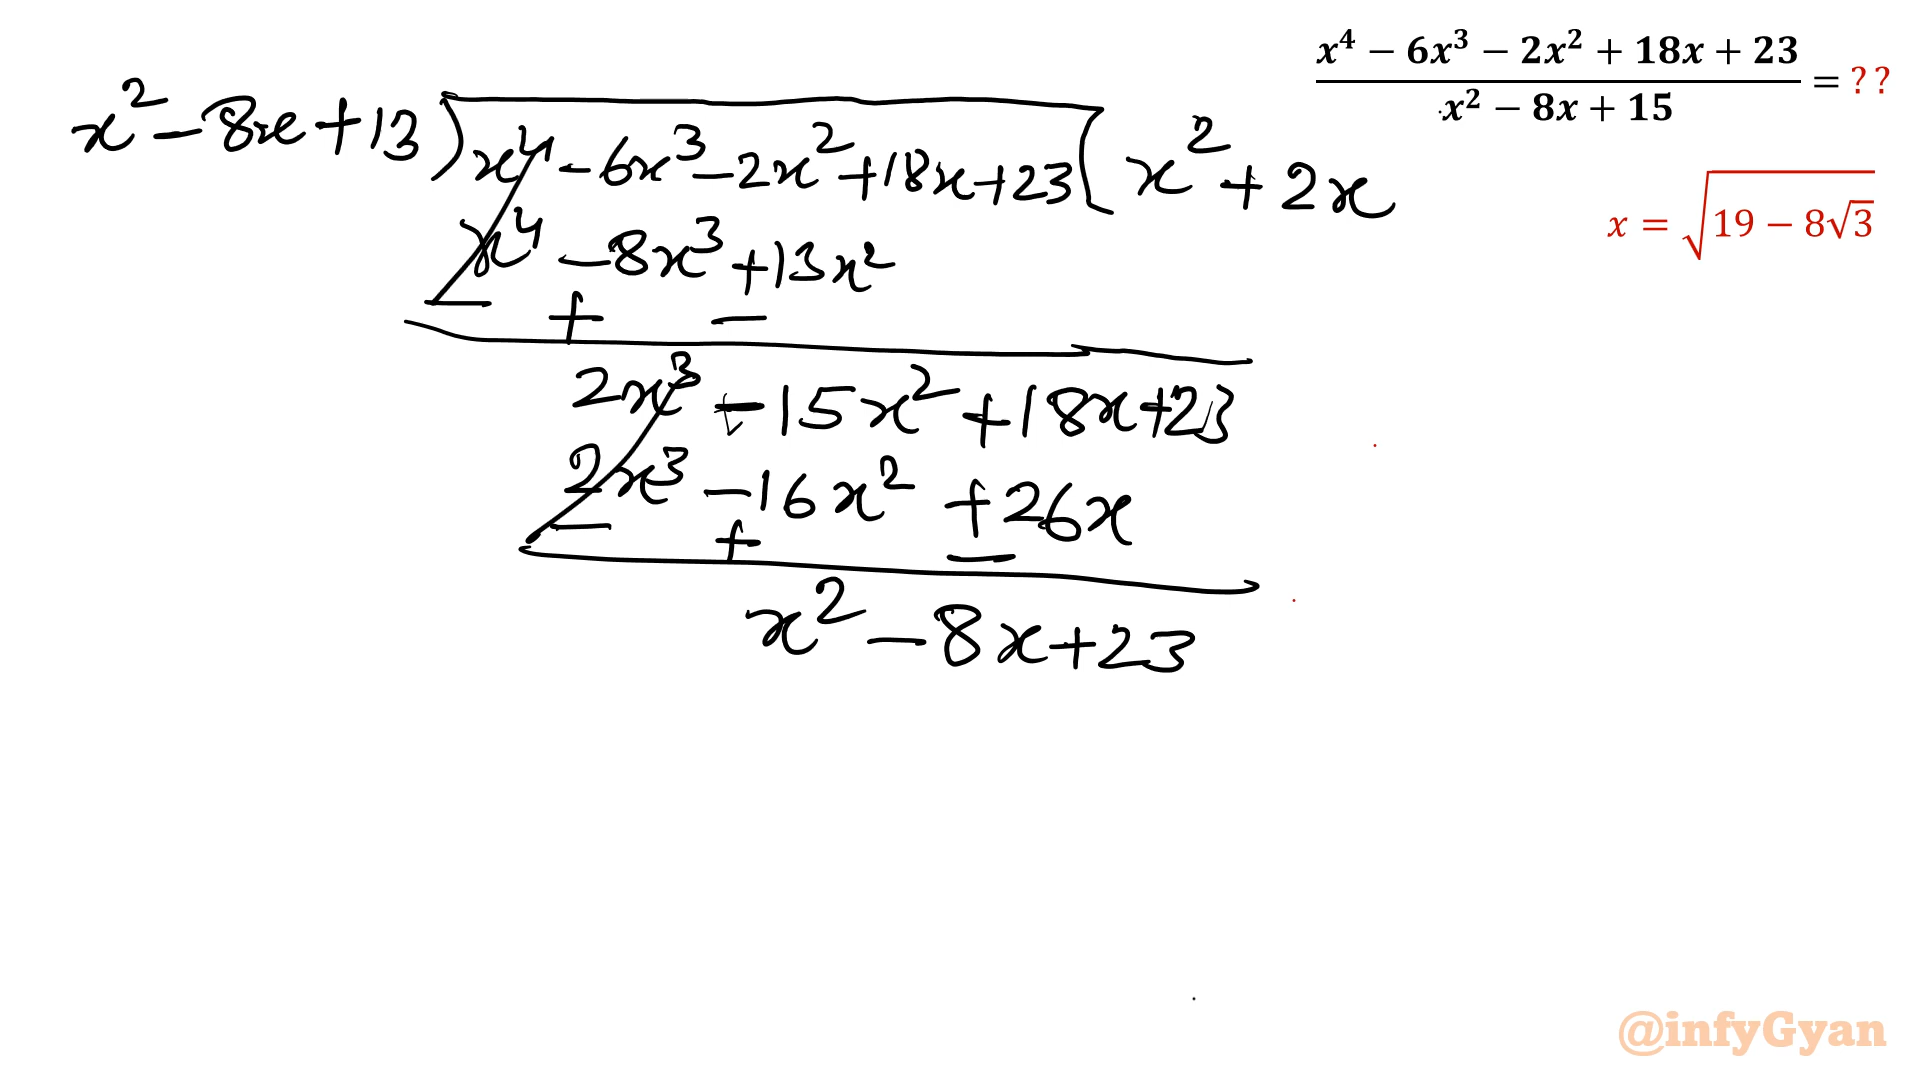 x⁴ − 6x³ − 2x² + 18x + 23
x² − 8x + 15
= ??
x = √(19 − 8√3)
x² − 8x + 13 ) x⁴ − 6x³ − 2x² + 18x + 23 ( x² + 2x
x⁴ − 8x³ + 13x²
− + −
2x³ − 15x² + 18x + 23
2x³ − 16x² + 26x
− + −
x² − 8x + 23
@infyGyan